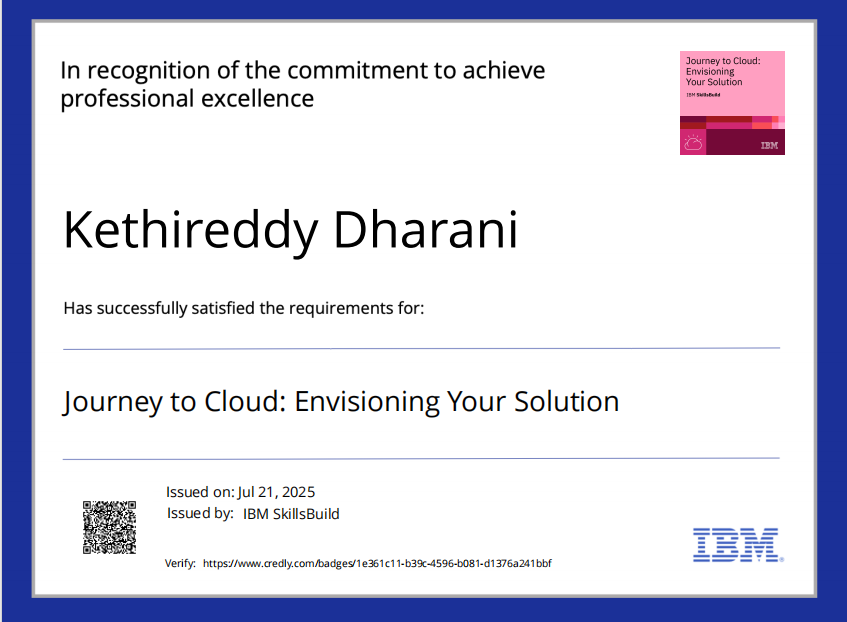 In recognition of the commitment to achieve
professional excellence
Journey to Cloud:
Envisioning
Your Solution
IBM SkillsBuild
IBM
Kethireddy Dharani
Has successfully satisfied the requirements for:
Journey to Cloud: Envisioning Your Solution
Issued on: Jul 21, 2025
Issued by: IBM SkillsBuild
Verify: https://www.credly.com/badges/1e361c11-b39c-4596-b081-d1376a241bbf
IBM®